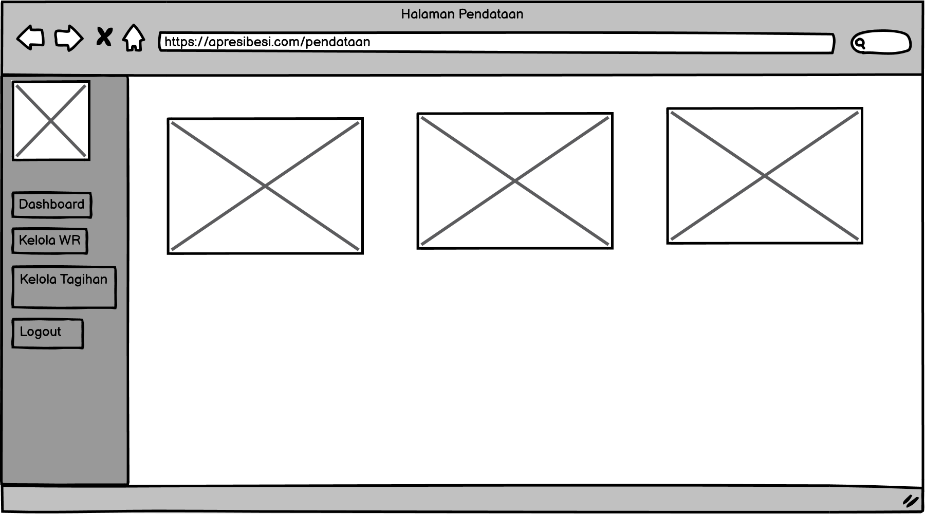 Halaman Pendataan
https://apresibesi.com/pendataan
Dashboard
Kelola WR
Kelola Tagihan
Logout